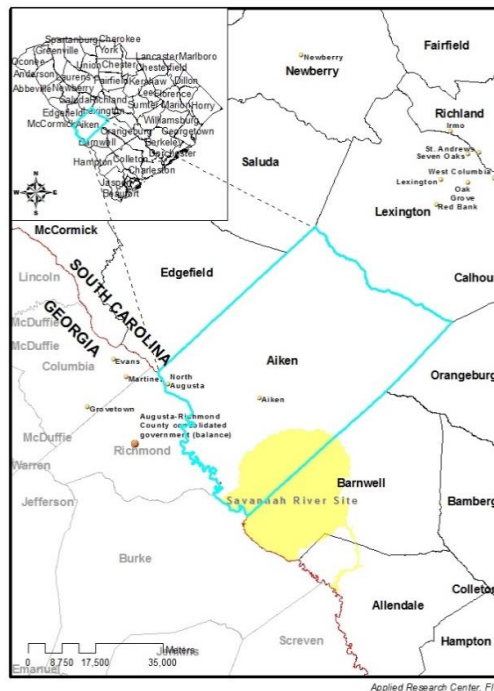 Spartanburg
Cherokee
Greenville
York
Oconee
Union
Chester
Lancaster
Marlboro
Anderson
Laurens
Chesterfield
Abbeville
Newberry
Fairfield
Kershaw
Dillon
Saluda
Richland
Lee
Florence
Edgefield
Lexington
Sumter
Marion
Horry
McCormick
Aiken
Orangeburg
Williamsburg
Georgetown
Barnwell
Berkeley
Dorchester
Hampton
Colleton
Charleston
Jasper
Beaufort
N
W
E
S
Newberry
Newberry
Fairfield
Richland
Irmo
St. Andrews
Seven Oaks
West Columbia
Lexington
Oak
Grove
Red Bank
Lexington
Saluda
McCormick
Edgefield
Lincoln
SOUTH CAROLINA
GEORGIA
McDuffie
McDuffie
Columbia
Evans
Martinez
North
Augusta
Grovetown
Augusta-Richmond
County consolidated
government (balance)
Richmond
McDuffie
Warren
Jefferson
Aiken
Aiken
Calhoun
Orangeburg
Barnwell
Savannah River Site
Bamberg
Burke
Allendale
Colleton
Hampton
Screven
Jenkins
Emanuel
Meters
0 8,750 17,500 35,000
Applied Research Center, FI